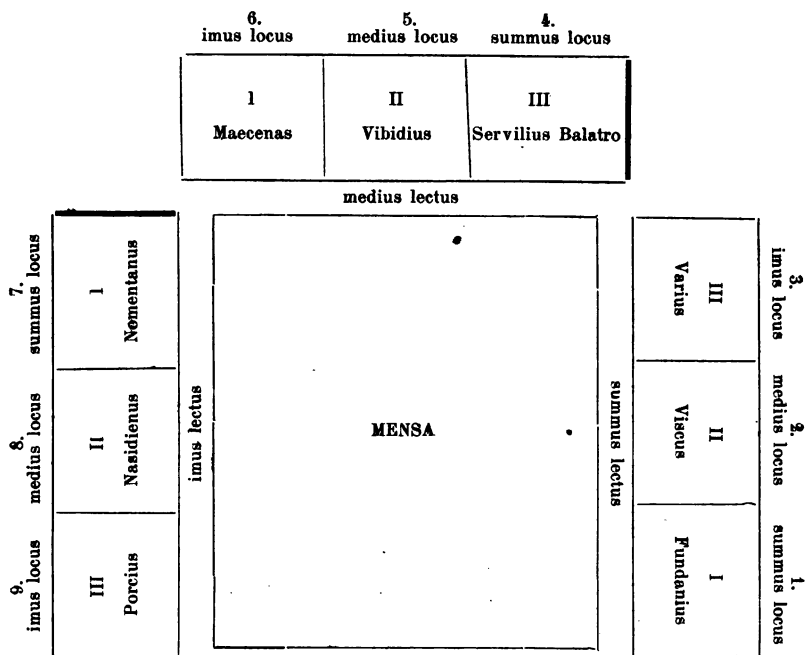 6.
imus locus
5.
medius locus
4.
summus locus
1
Maecenas
II
Vibidius
III
Servilius Balatro
medius lectus
7.
summus locus
1
Nomentanus
8.
medius locus
II
Nasidienus
9.
imus locus
III
Porcius
imus lectus
MENSA
summus lectus
3.
imus locus
III
Varius
2.
medius locus
II
Viscus
1.
summus locus
I
Fundanius